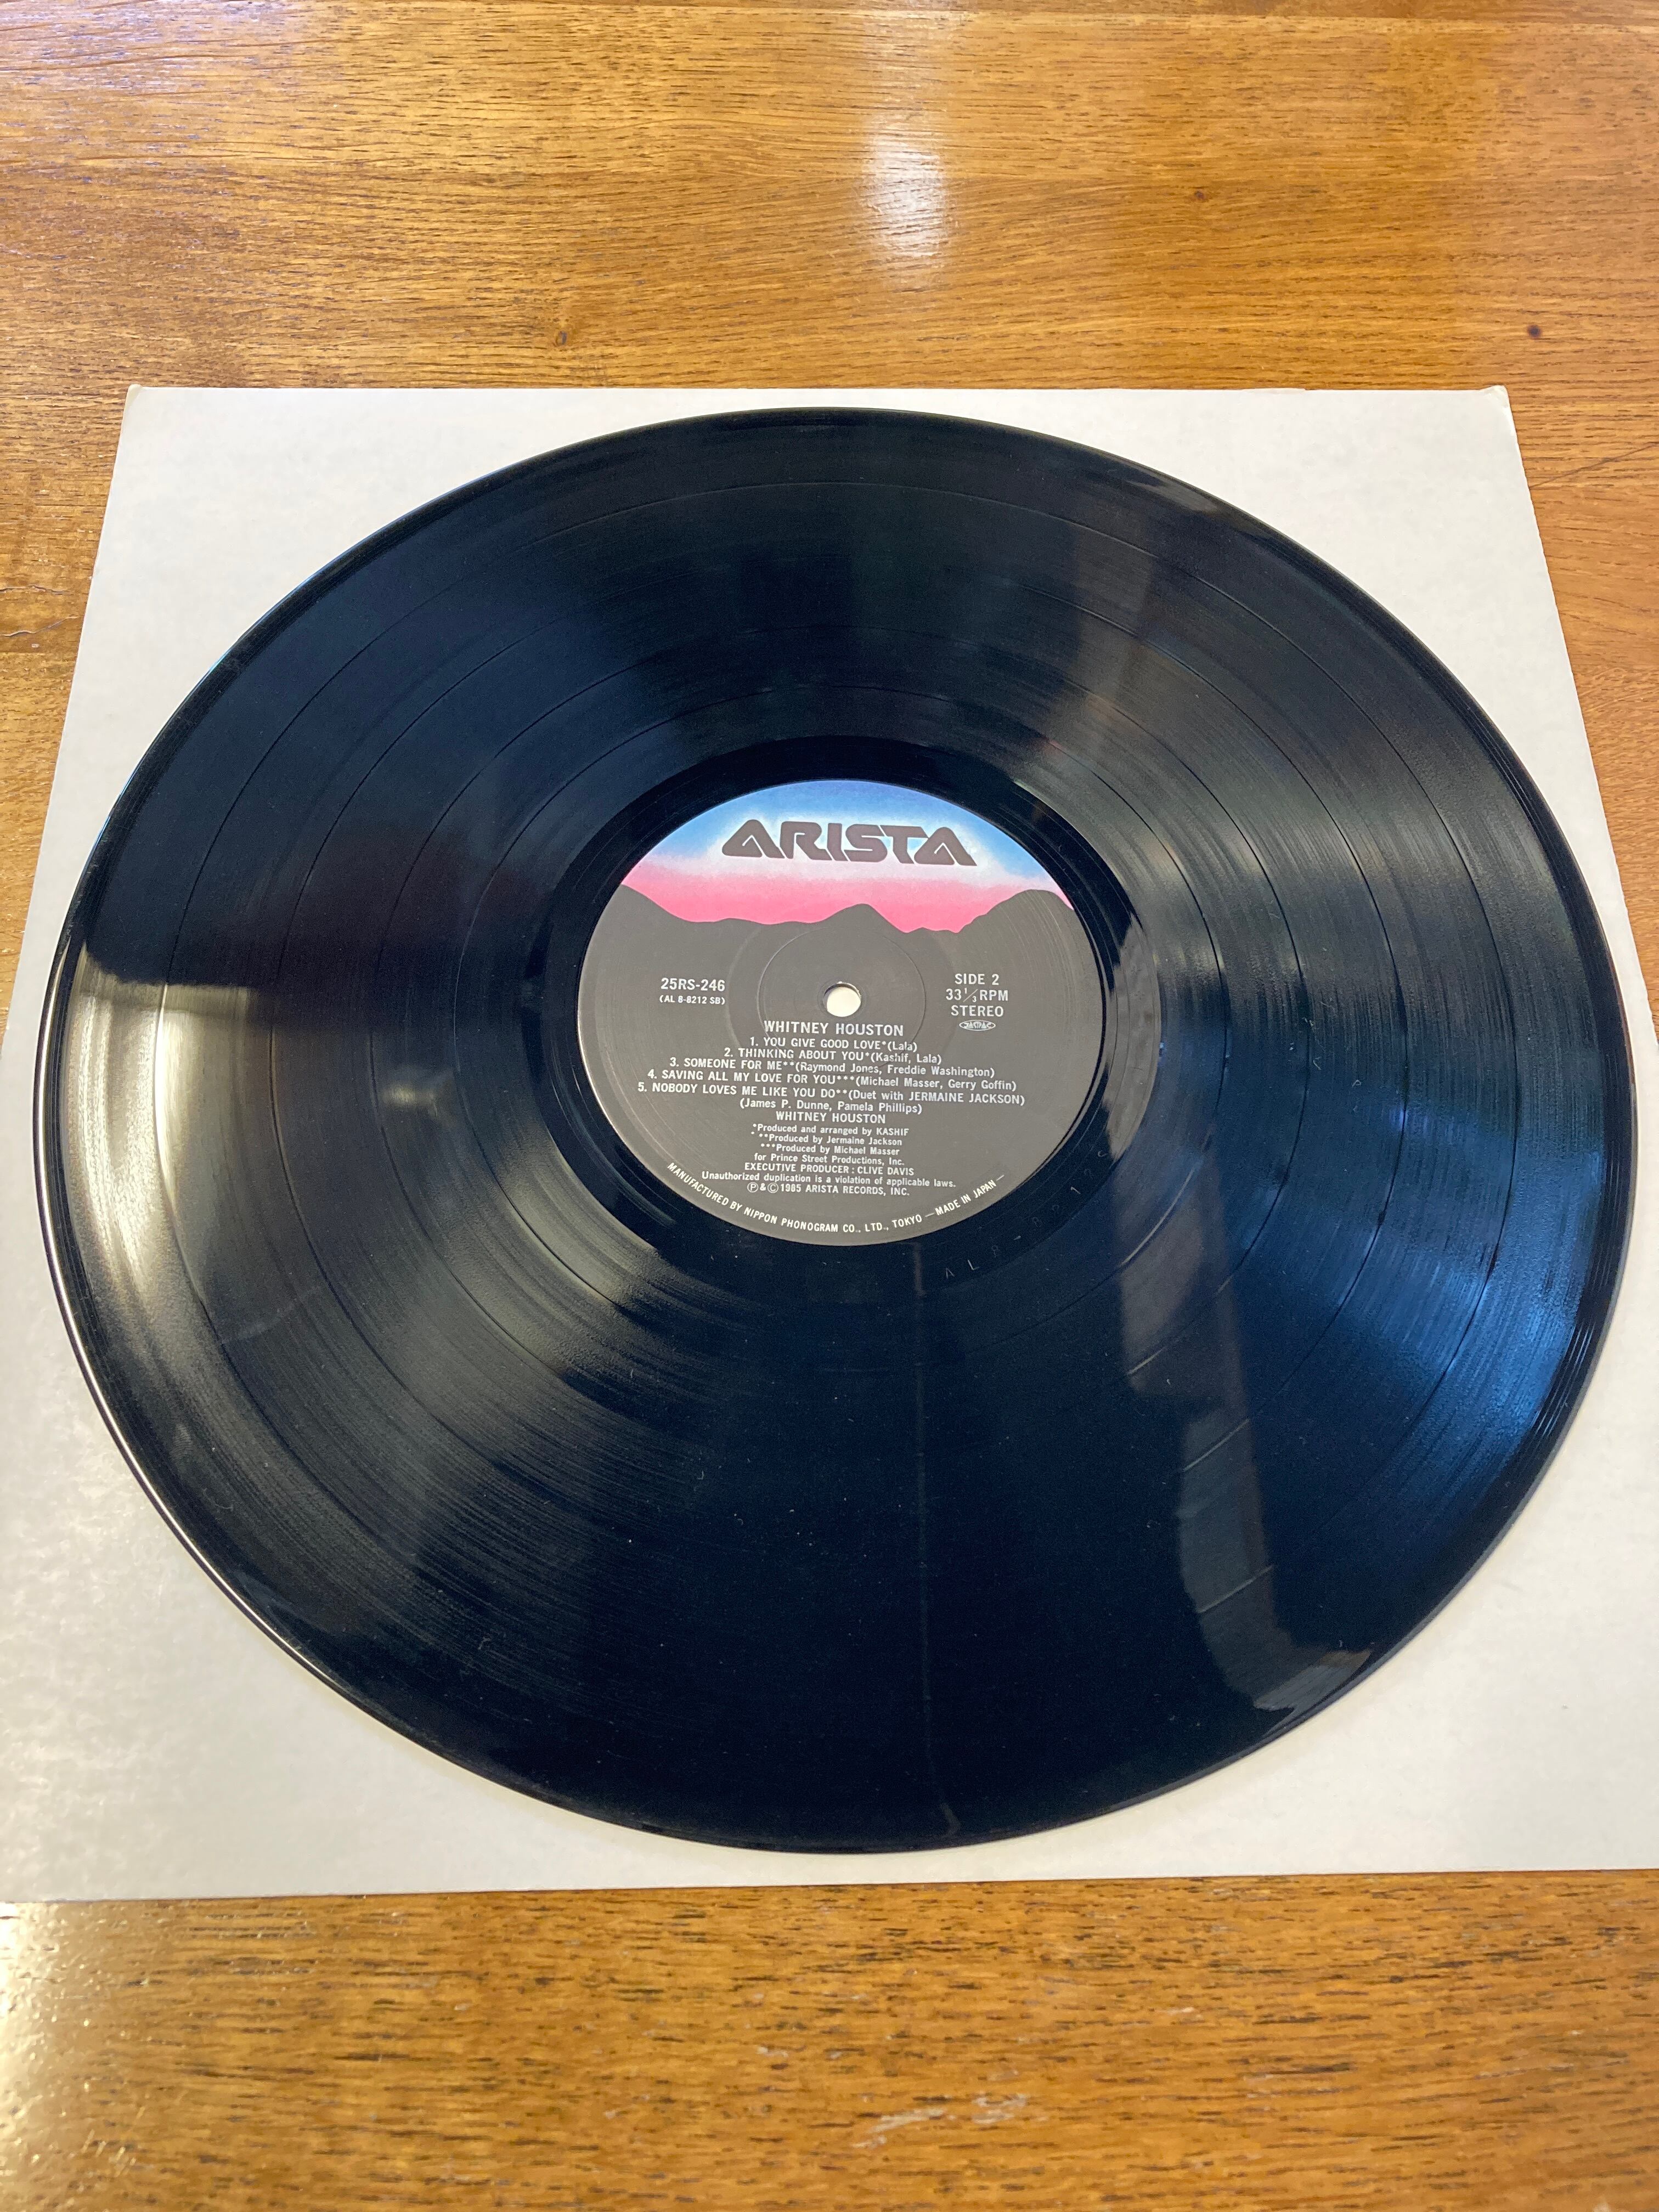 ARISTA
25RS-246
(AL 8-8212 SB)
SIDE 2
33 1/3 RPM
STEREO
WHITNEY HOUSTON
1. YOU GIVE GOOD LOVE*(Lala)
2. THINKING ABOUT YOU*(Kashif, Lala)
3. SOMEONE FOR ME**(Raymond Jones, Freddie Washington)
4. SAVING ALL MY LOVE FOR YOU***(Michael Masser, Gerry Goffin)
5. NOBODY LOVES ME LIKE YOU DO**(Duet with JERMAINE JACKSON)
(James P. Dunne, Pamela Phillips)
WHITNEY HOUSTON
*Produced and arranged by KASHIF
**Produced by Jermaine Jackson
***Produced by Michael Masser
for Prince Street Productions, Inc.
EXECUTIVE PRODUCER : CLIVE DAVIS
Unauthorized duplication is a violation of applicable laws.
Ⓟ&Ⓒ1985 ARISTA RECORDS, INC.
MANUFACTURED BY NIPPON PHONOGRAM CO., LTD., TOKYO — MADE IN JAPAN —